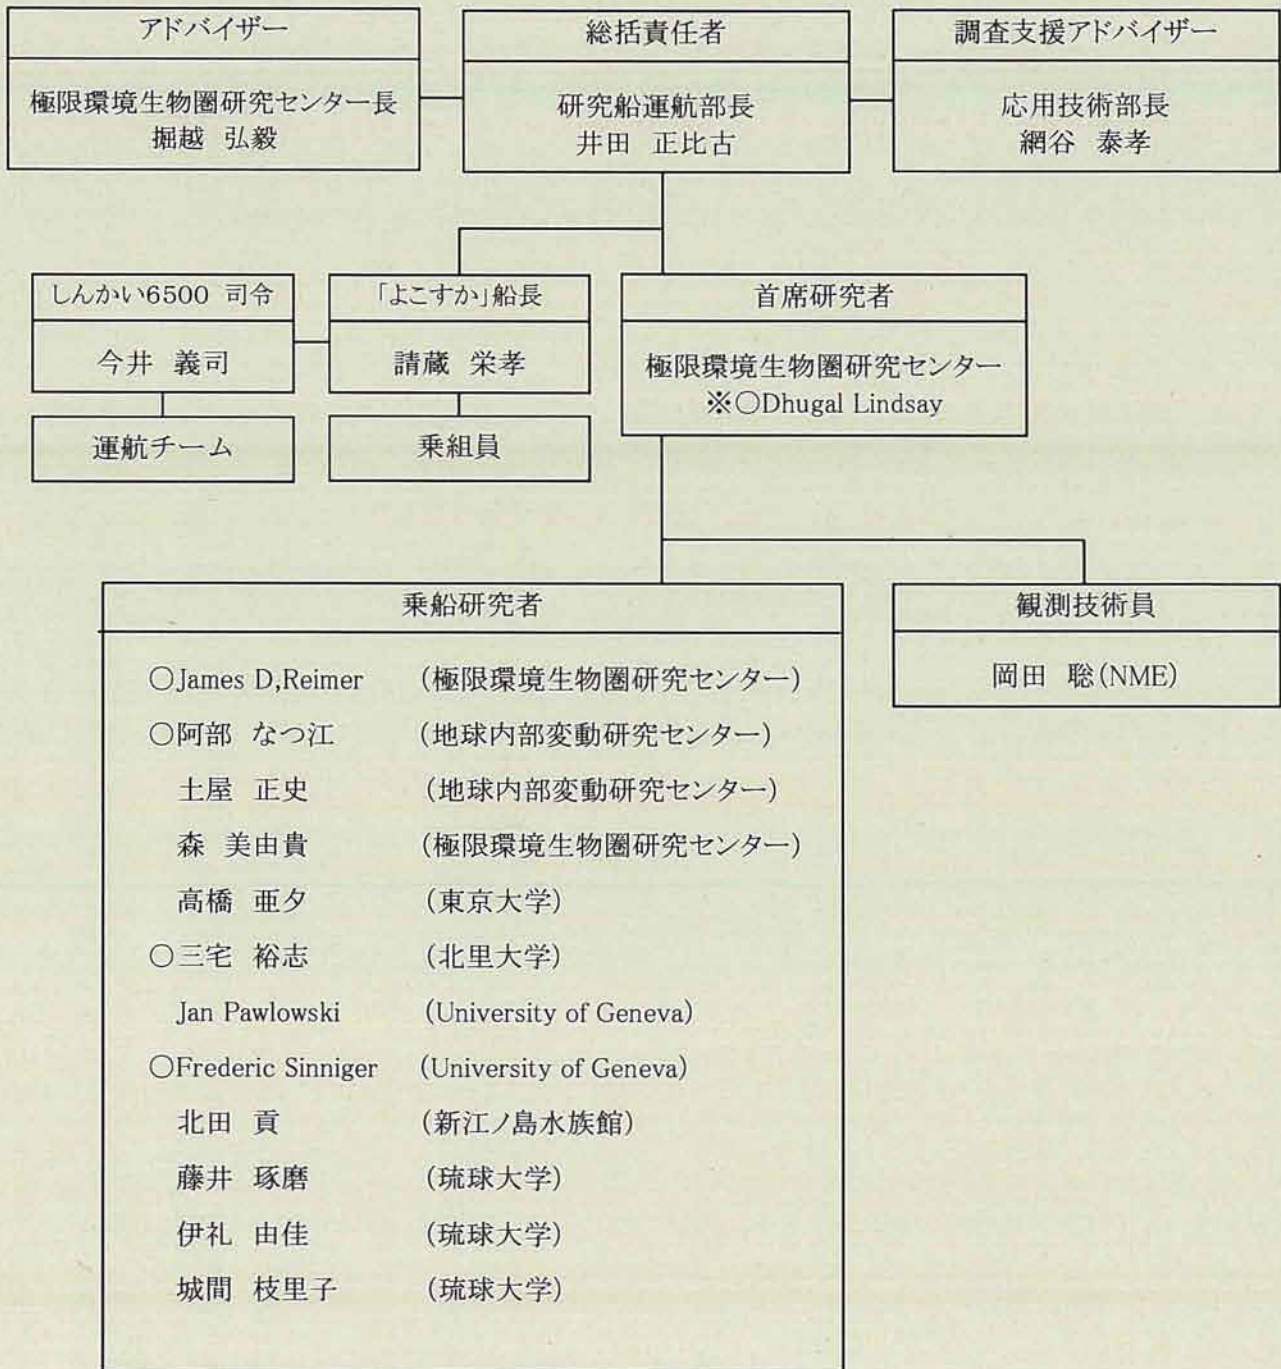 アドバイザー
極限環境生物圏研究センター長
掘越 弘毅
総括責任者
研究船運航部長
井田 正比古
調査支援アドバイザー
応用技術部長
網谷 泰孝
しんかい6500 司令
今井 義司
運航チーム
「よこすか」船長
請蔵 栄孝
乗組員
首席研究者
極限環境生物圏研究センター
※○Dhugal Lindsay
乗船研究者
○James D,Reimer (極限環境生物圏研究センター)
○阿部 なつ江 (地球内部変動研究センター)
土屋 正史 (地球内部変動研究センター)
森 美由貴 (極限環境生物圏研究センター)
高橋 亜夕 (東京大学)
○三宅 裕志 (北里大学)
Jan Pawlowski (University of Geneva)
○Frederic Sinniger (University of Geneva)
北田 貢 (新江ノ島水族館)
藤井 琢磨 (琉球大学)
伊礼 由佳 (琉球大学)
城間 枝里子 (琉球大学)
観測技術員
岡田 聡(NME)